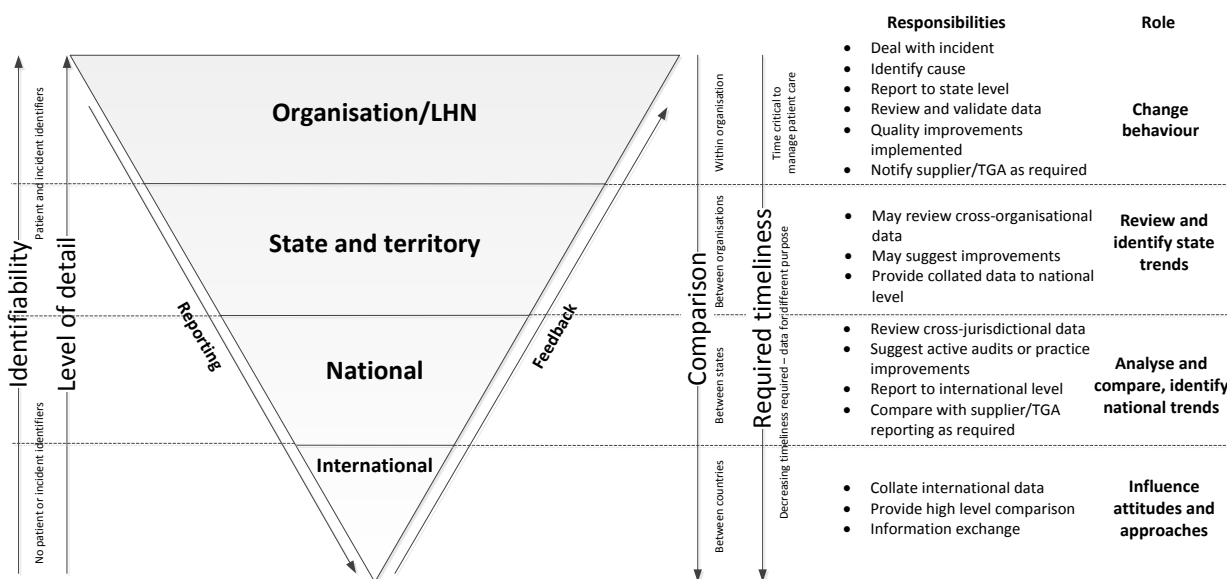 Responsibilities
Role
Identifiability
Patient and incident identifiers
No patient or incident identifiers
Level of detail
Organisation/LHN
State and territory
National
International
Reporting
Feedback
Comparison
Within organisation
Between organisations
Between states
Between countries
Required timeliness
Time critical to
manage patient care
Decreasing timeliness required – data for different purpose
• Deal with incident
• Identify cause
• Report to state level
• Review and validate data
• Quality improvements
implemented
• Notify supplier/TGA as required
Change
behaviour
• May review cross-organisational
data
• May suggest improvements
• Provide collated data to national
level
Review and
identify state
trends
• Review cross-jurisdictional data
• Suggest active audits or practice
improvements
• Report to international level
• Compare with supplier/TGA
reporting as required
Analyse and
compare, identify
national trends
• Collate international data
• Provide high level comparison
• Information exchange
Influence
attitudes and
approaches